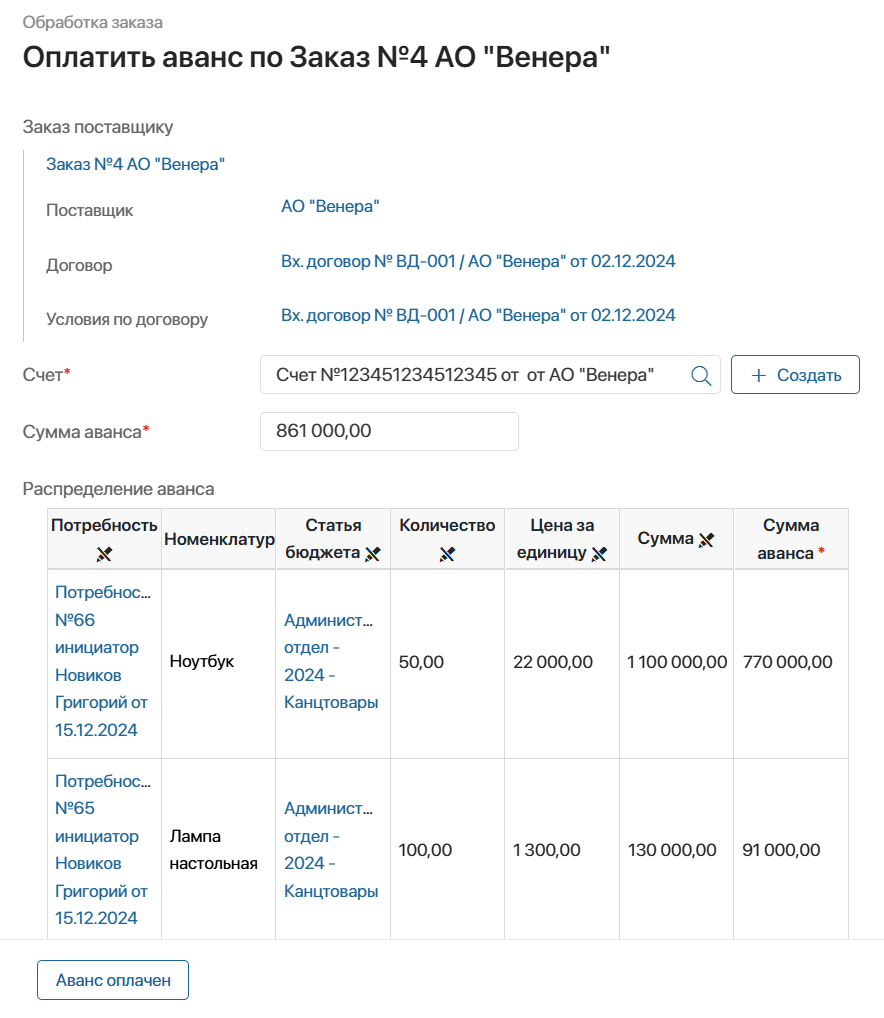 Обработка заказа
Оплатить аванс по Заказ №4 АО "Венера"
Заказ поставщику
Заказ №4 АО "Венера"
Поставщик
АО "Венера"
Договор
Вх. договор № ВД-001 / АО "Венера" от 02.12.2024
Условия по договору
Вх. договор № ВД-001 / АО "Венера" от 02.12.2024
Счет*
Счет №123451234512345 от  от АО "Венера"
+ Создать
Сумма аванса*
861 000,00
Распределение аванса
Потребность
Номенклатур
Статья
бюджета
Количество
Цена за
единицу
Сумма
Сумма
аванса *
Потребнос...
№66
инициатор
Новиков
Григорий от
15.12.2024
Ноутбук
Админист...
отдел -
2024 -
Канцтовары
50,00
22 000,00
1 100 000,00
770 000,00
Потребнос...
№65
инициатор
Новиков
Григорий от
15.12.2024
Лампа
настольная
Админист...
отдел -
2024 -
Канцтовары
100,00
1 300,00
130 000,00
91 000,00
Аванс оплачен